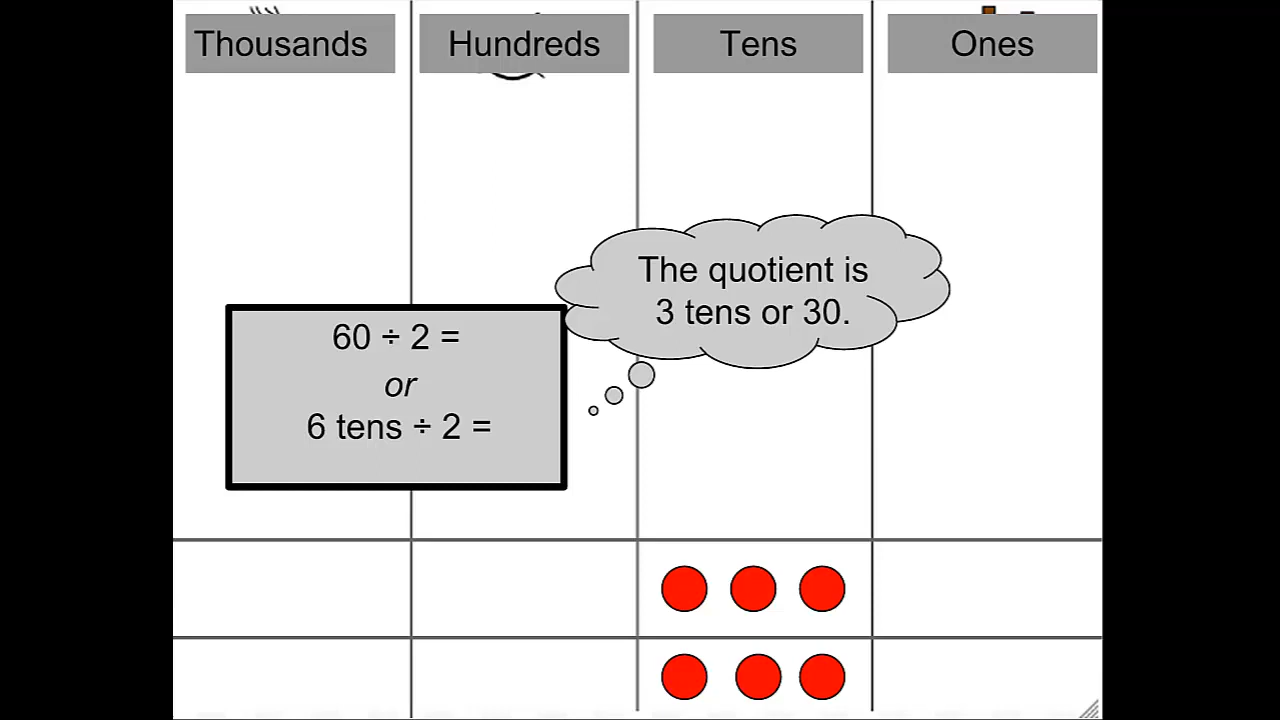 Thousands
Hundreds
Tens
Ones
The quotient is
3 tens or 30.
60 ÷ 2 =
or
6 tens ÷ 2 =